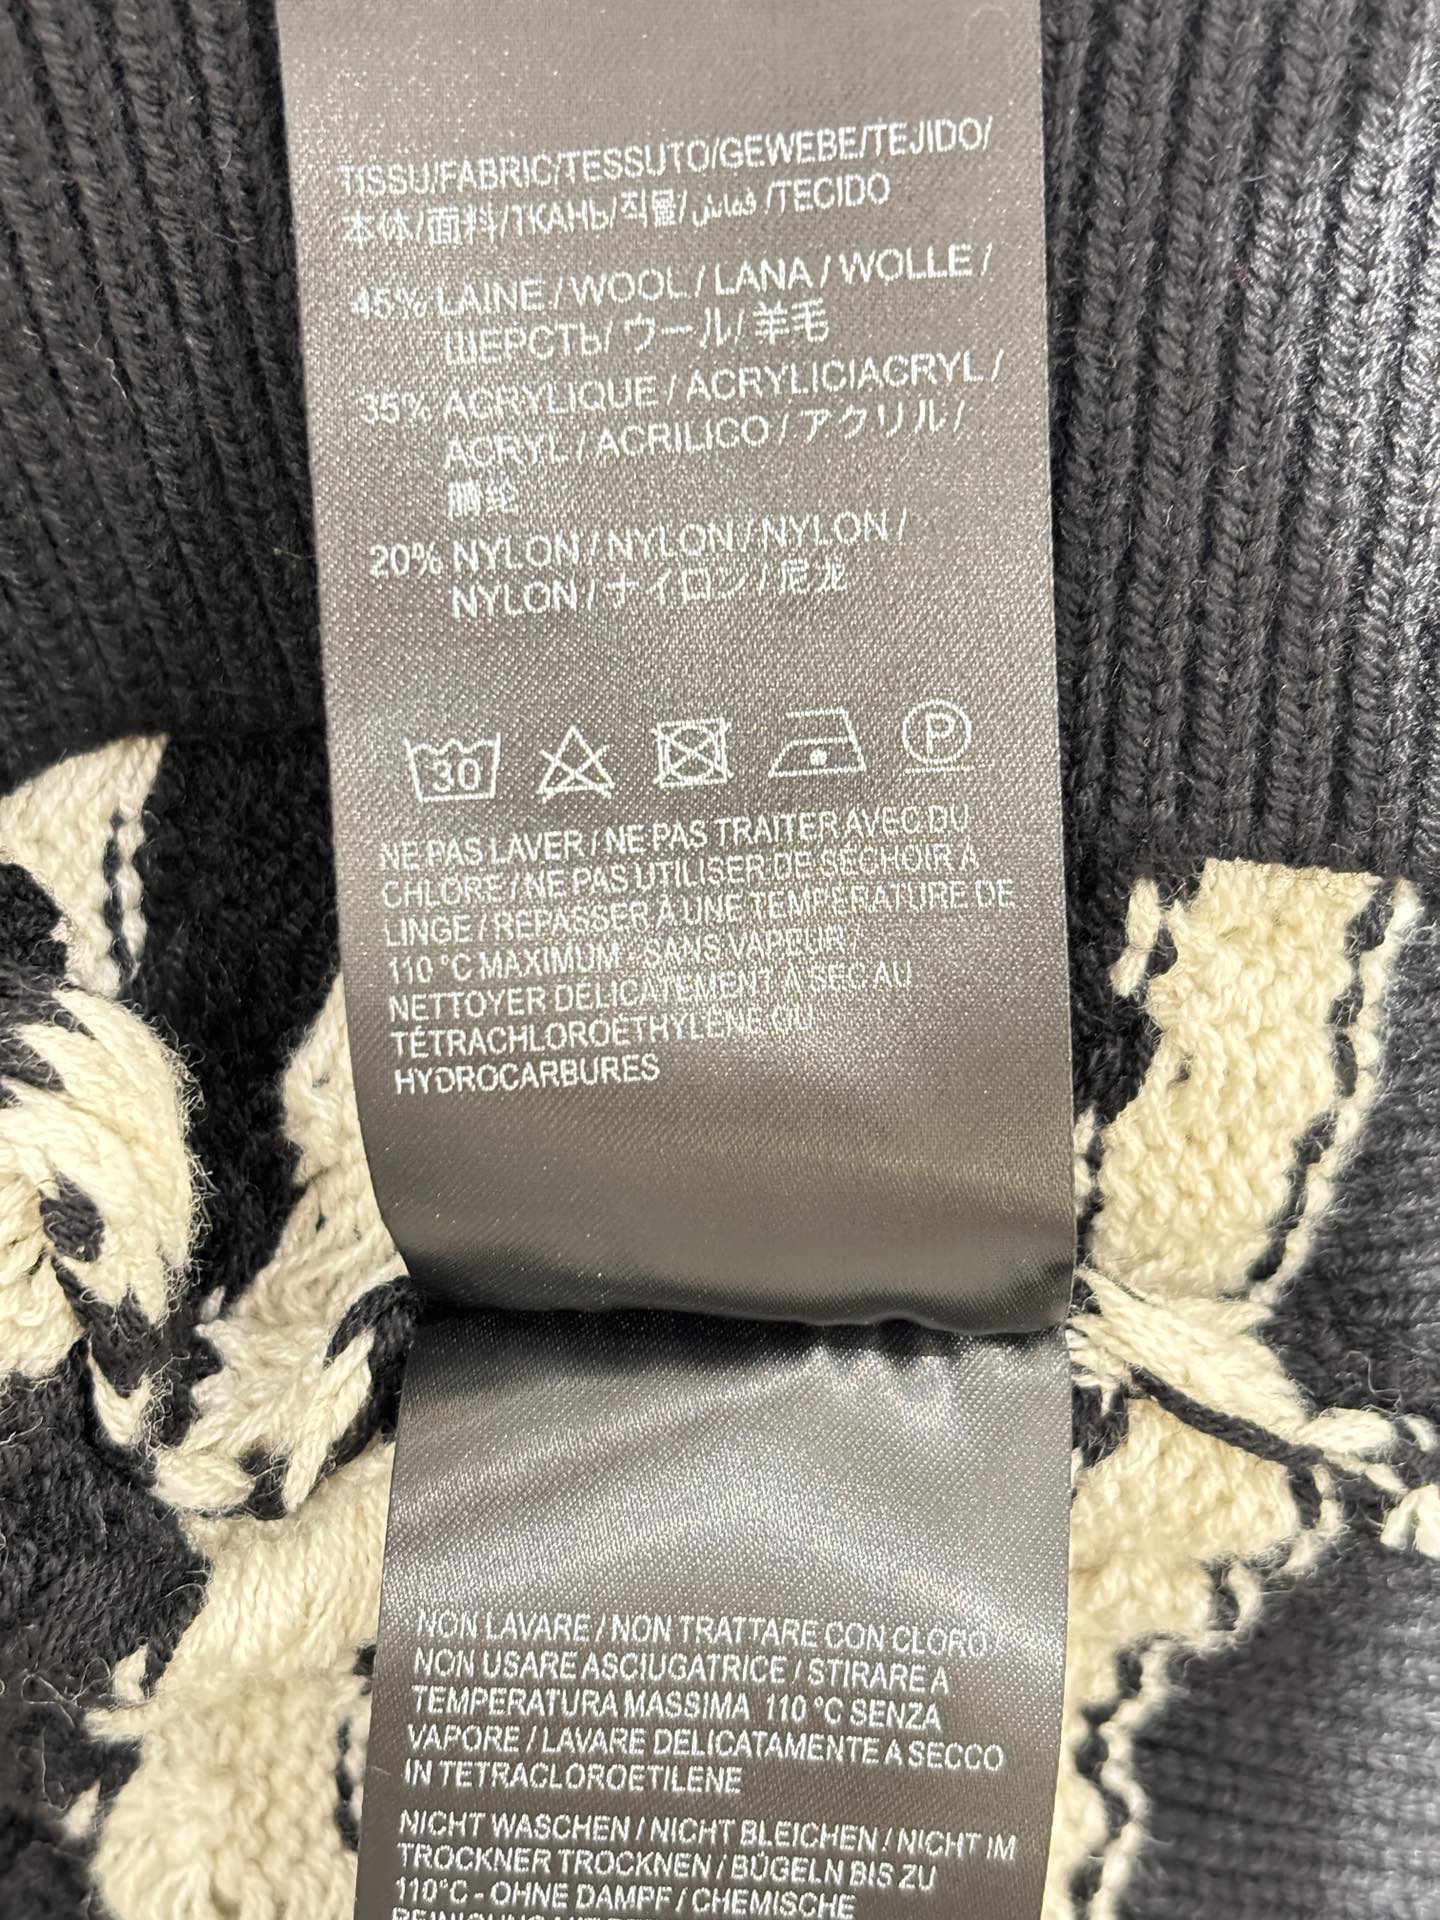 TISSU/FABRIC/TESSUTO/GEWEBE/TEJIDO/
本体/面料/ТКАНЬ/직물/قماش/TECIDO
45% LAINE / WOOL / LANA / WOLLE /
ШЕРСТЬ/ ウール/ 羊毛
35% ACRYLIQUE / ACRYLICIACRYL /
ACRYL / ACRILICO / アクリル /
腈纶
20% NYLON / NYLON / NYLON /
NYLON / ナイロン / 尼龙
30
P
NE PAS LAVER / NE PAS TRAITER AVEC DU
CHLORE / NE PAS UTILISER DE SÉCHOIR À
LINGE / REPASSER À UNE TEMPÉRATURE DE
110 °C MAXIMUM - SANS VAPEUR /
NETTOYER DÉLICATEMENT À SEC AU
TÉTRACHLOROÉTHYLÈNE OU
HYDROCARBURES
NON LAVARE / NON TRATTARE CON CLORO /
NON USARE ASCIUGATRICE / STIRARE A
TEMPERATURA MASSIMA 110 °C SENZA
VAPORE / LAVARE DELICATAMENTE A SECCO
IN TETRACLOROETILENE
NICHT WASCHEN / NICHT BLEICHEN / NICHT IM
TROCKNER TROCKNEN / BÜGELN BIS ZU
110°C - OHNE DAMPF / CHEMISCHE